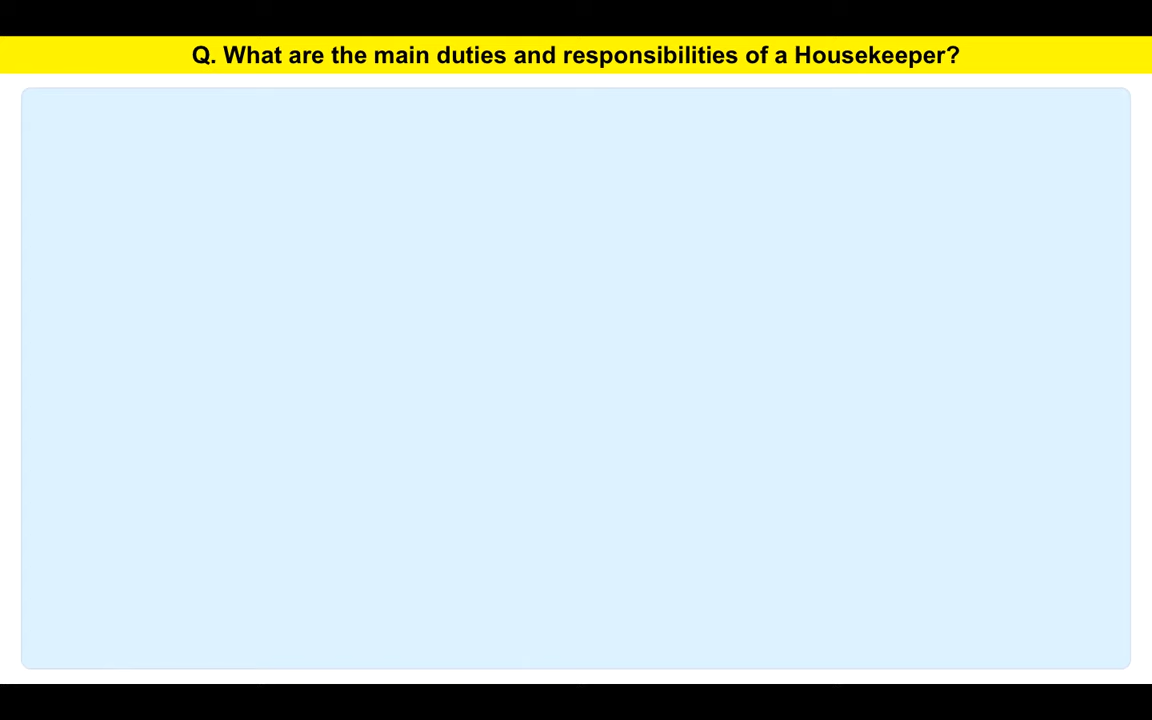 Q. What are the main duties and responsibilities of a Housekeeper?